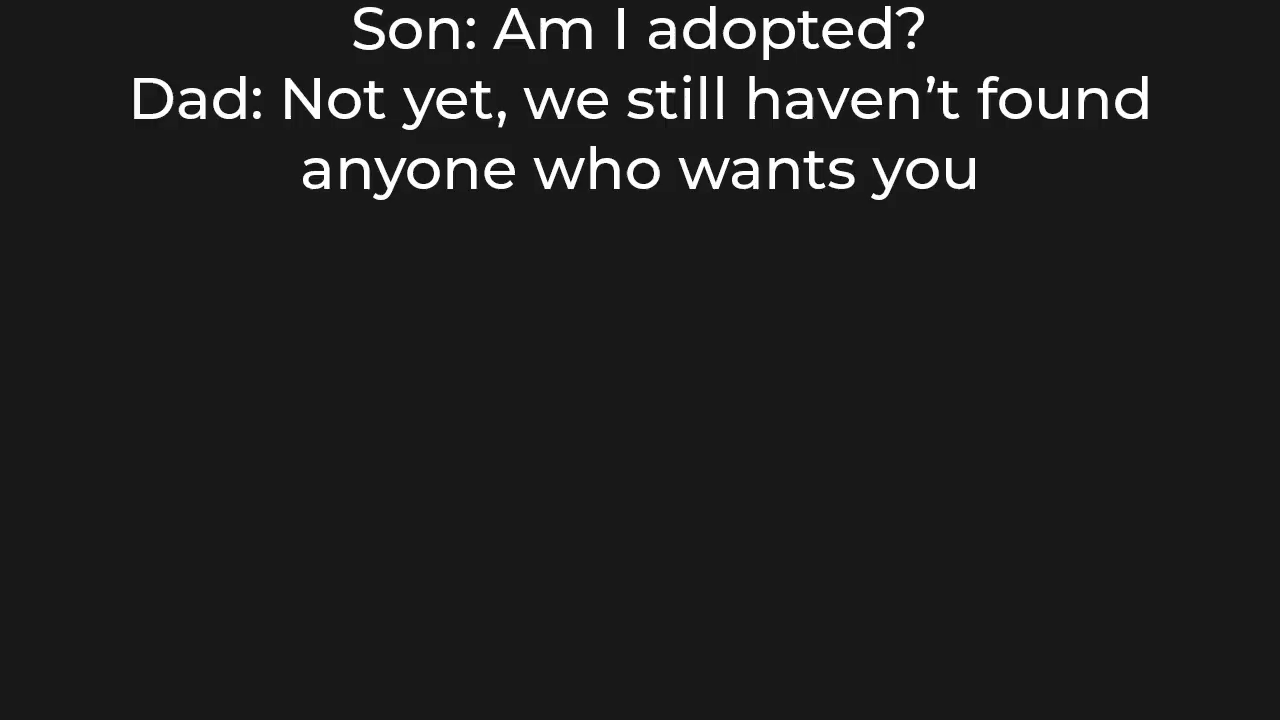 Son: Am I adopted?
Dad: Not yet, we still haven’t found
anyone who wants you